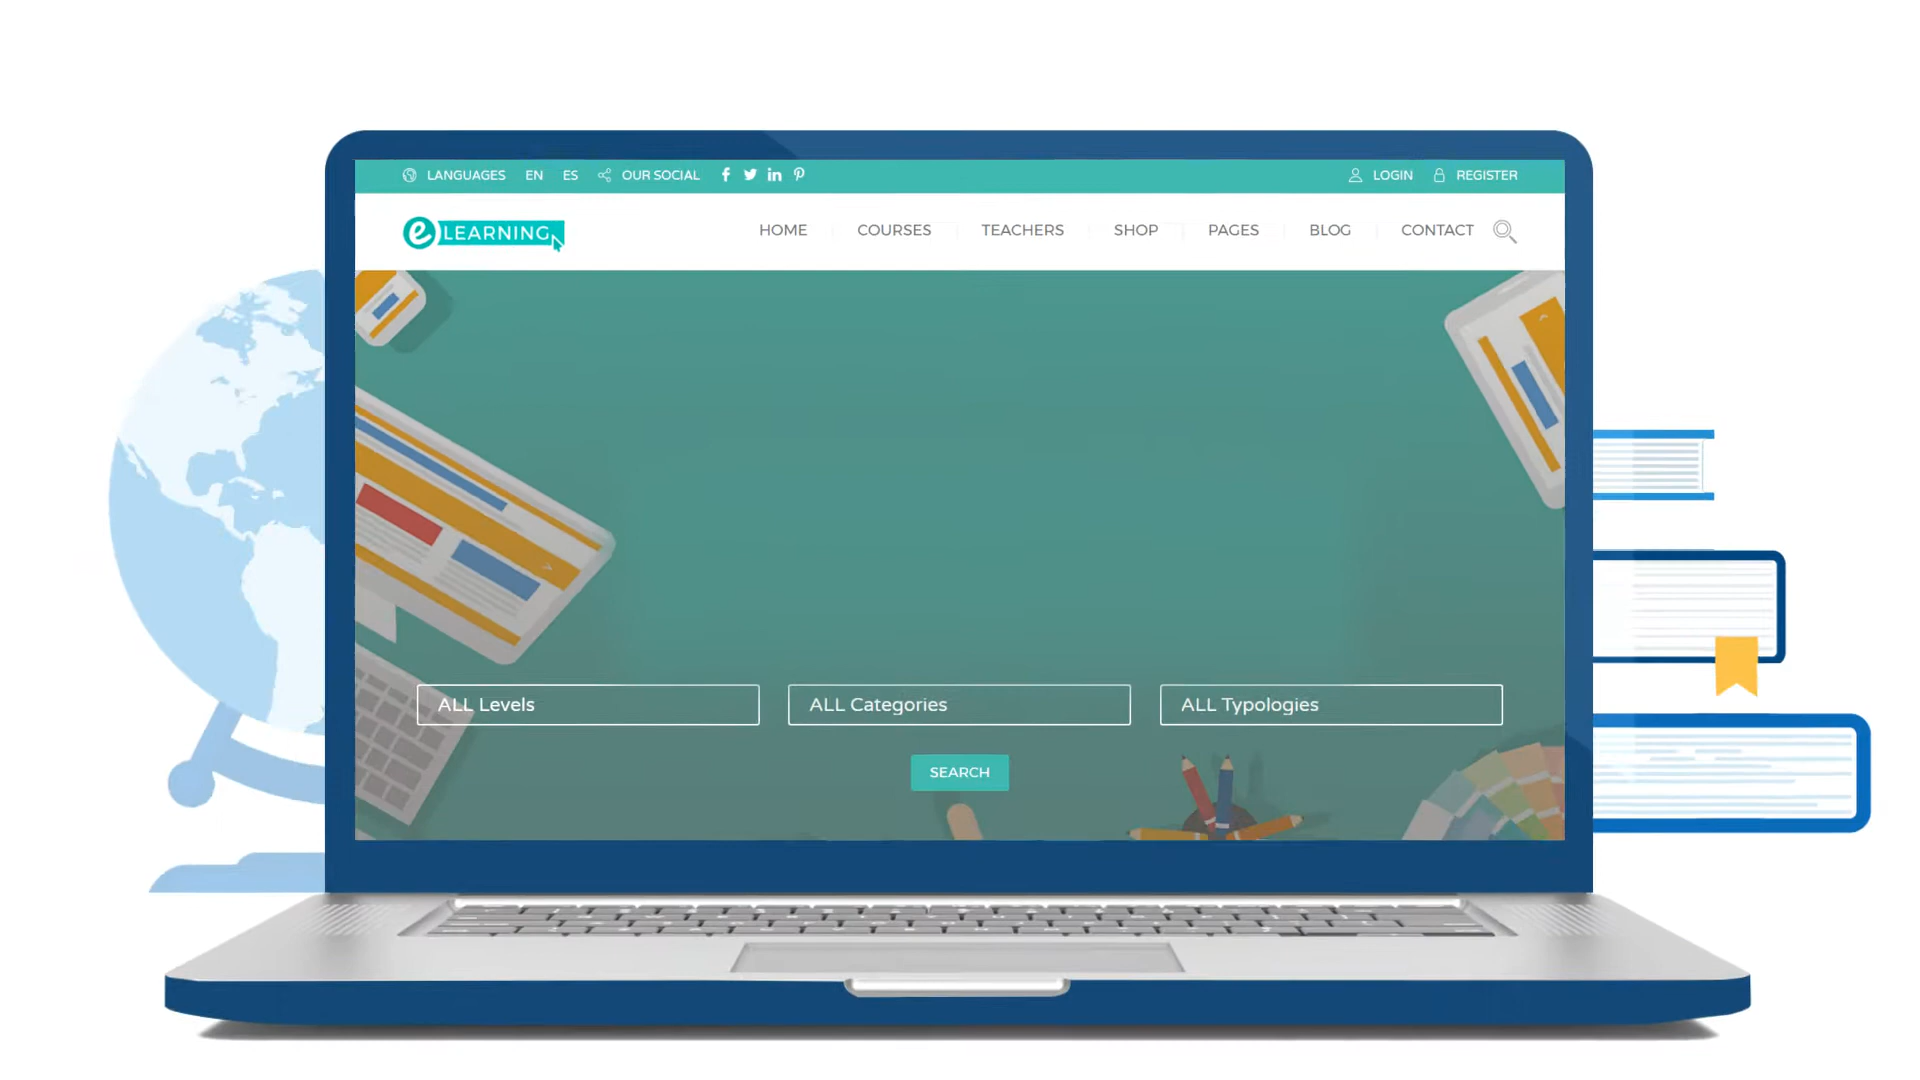 LANGUAGES EN ES OUR SOCIAL LOGIN REGISTER
e LEARNING HOME COURSES TEACHERS SHOP PAGES BLOG CONTACT
ALL Levels ALL Categories ALL Typologies
SEARCH